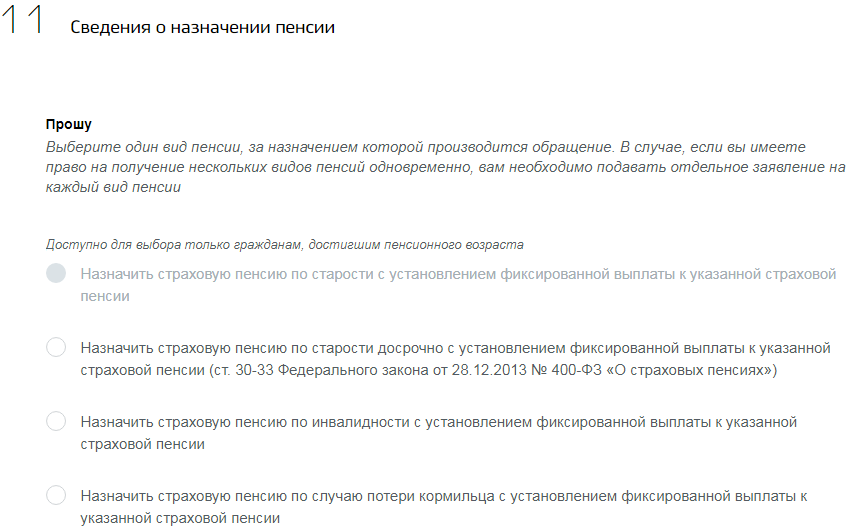 11 Сведения о назначении пенсии
Прошу
Выберите один вид пенсии, за назначением которой производится обращение. В случае, если вы имеете
право на получение нескольких видов пенсий одновременно, вам необходимо подавать отдельное заявление на
каждый вид пенсии
Доступно для выбора только гражданам, достигшим пенсионного возраста
Назначить страховую пенсию по старости с установлением фиксированной выплаты к указанной страховой
пенсии
Назначить страховую пенсию по старости досрочно с установлением фиксированной выплаты к указанной
страховой пенсии (ст. 30-33 Федерального закона от 28.12.2013 № 400-ФЗ «О страховых пенсиях»)
Назначить страховую пенсию по инвалидности с установлением фиксированной выплаты к указанной
страховой пенсии
Назначить страховую пенсию по случаю потери кормильца с установлением фиксированной выплаты к
указанной страховой пенсии